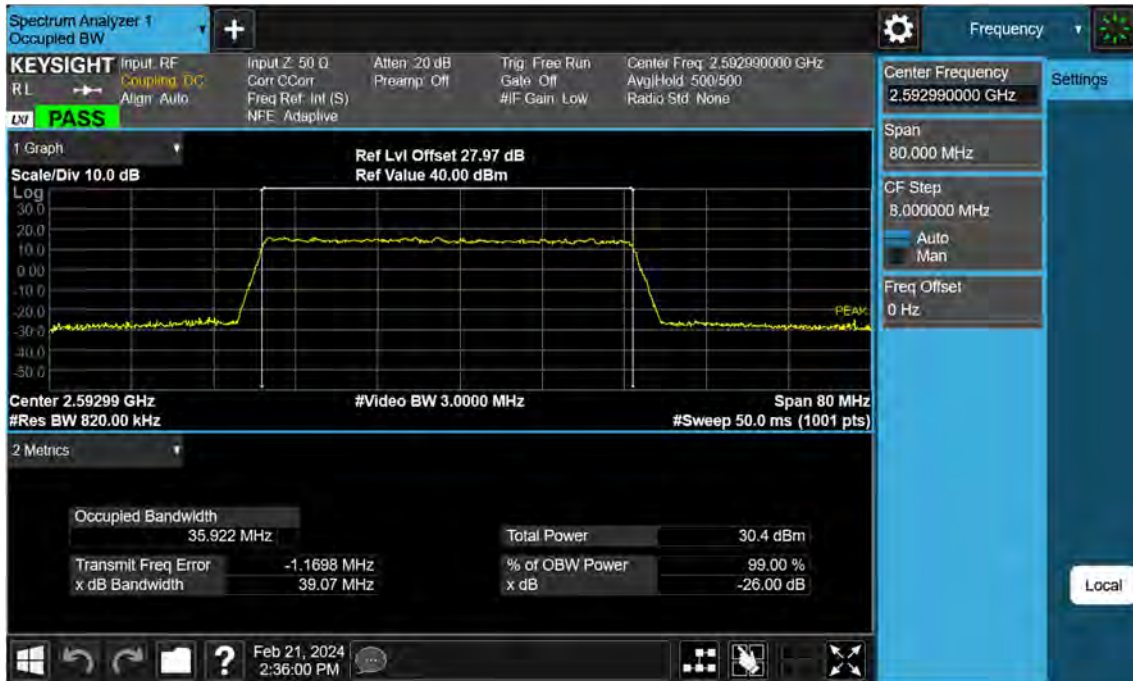 Spectrum Analyzer 1
Occupied BW
Frequency
KEYSIGHT
RL
LXI
PASS
Input: RF
Coupling: DC
Align: Auto
Input Z: 50 Ω
Corr CCorr
Freq Ref: Int (S)
NFE: Adaptive
Atten: 20 dB
Preamp: Off
Trig: Free Run
Gate: Off
#IF Gain: Low
Center Freq: 2.592990000 GHz
Avg|Hold: 500/500
Radio Std: None
Center Frequency
2.592990000 GHz
Settings
Span
80.000 MHz
CF Step
8.000000 MHz
Auto
Man
Freq Offset
0 Hz
1 Graph
Scale/Div 10.0 dB
Ref Lvl Offset 27.97 dB
Ref Value 40.00 dBm
Log
30.0
20.0
10.0
0.00
-10.0
-20.0
-30.0
-40.0
-50.0
PEAK
Center 2.59299 GHz
#Video BW 3.0000 MHz
Span 80 MHz
#Res BW 820.00 kHz
#Sweep 50.0 ms (1001 pts)
2 Metrics
Occupied Bandwidth
35.922 MHz
Total Power 30.4 dBm
Transmit Freq Error -1.1698 MHz
% of OBW Power 99.00 %
x dB Bandwidth 39.07 MHz
x dB -26.00 dB
Local
Feb 21, 2024
2:36:00 PM